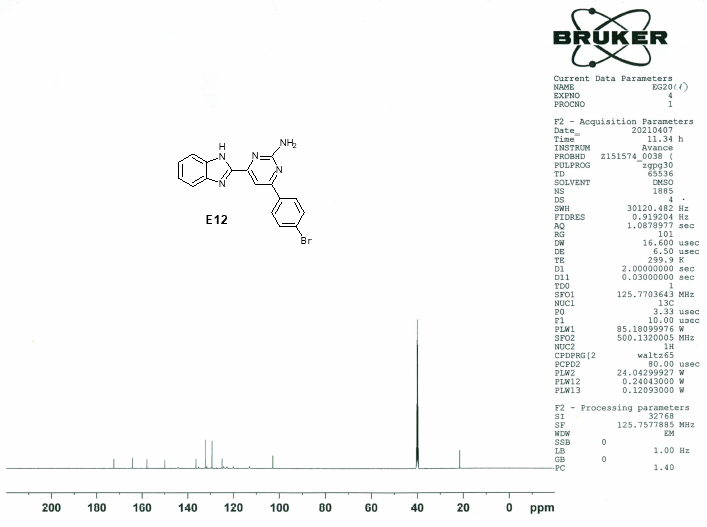 BRUKER
Current Data Parameters
NAME EG20(1)
EXPNO 4
PROCNO 1
F2 - Acquisition Parameters
Date_ 20210407
Time 11.34 h
INSTRUM Avance
PROBHD Z151574_0038 (
PULPROG zgpg30
TD 65536
SOLVENT DMSO
NS 1885
DS 4
SWH 30120.482 Hz
FIDRES 0.919204 Hz
AQ 1.0878977 sec
RG 101
DW 16.600 usec
DE 6.50 usec
TE 299.9 K
D1 2.00000000 sec
D11 0.03000000 sec
TD0 1
SFO1 125.7703643 MHz
NUC1 13C
P0 3.33 usec
P1 10.00 usec
PLW1 85.18099976 W
SFO2 500.1320005 MHz
NUC2 1H
CPDPRG[2 waltz65
PCPD2 80.00 usec
PLW2 24.04299927 W
PLW12 0.24043000 W
PLW13 0.12093000 W
F2 - Processing parameters
SI 32768
SF 125.7577885 MHz
WDW EM
SSB 0
LB 1.00 Hz
GB 0
PC 1.40
H
N
N
NH2
N
N
Br
E12
200 180 160 140 120 100 80 60 40 20 0 ppm